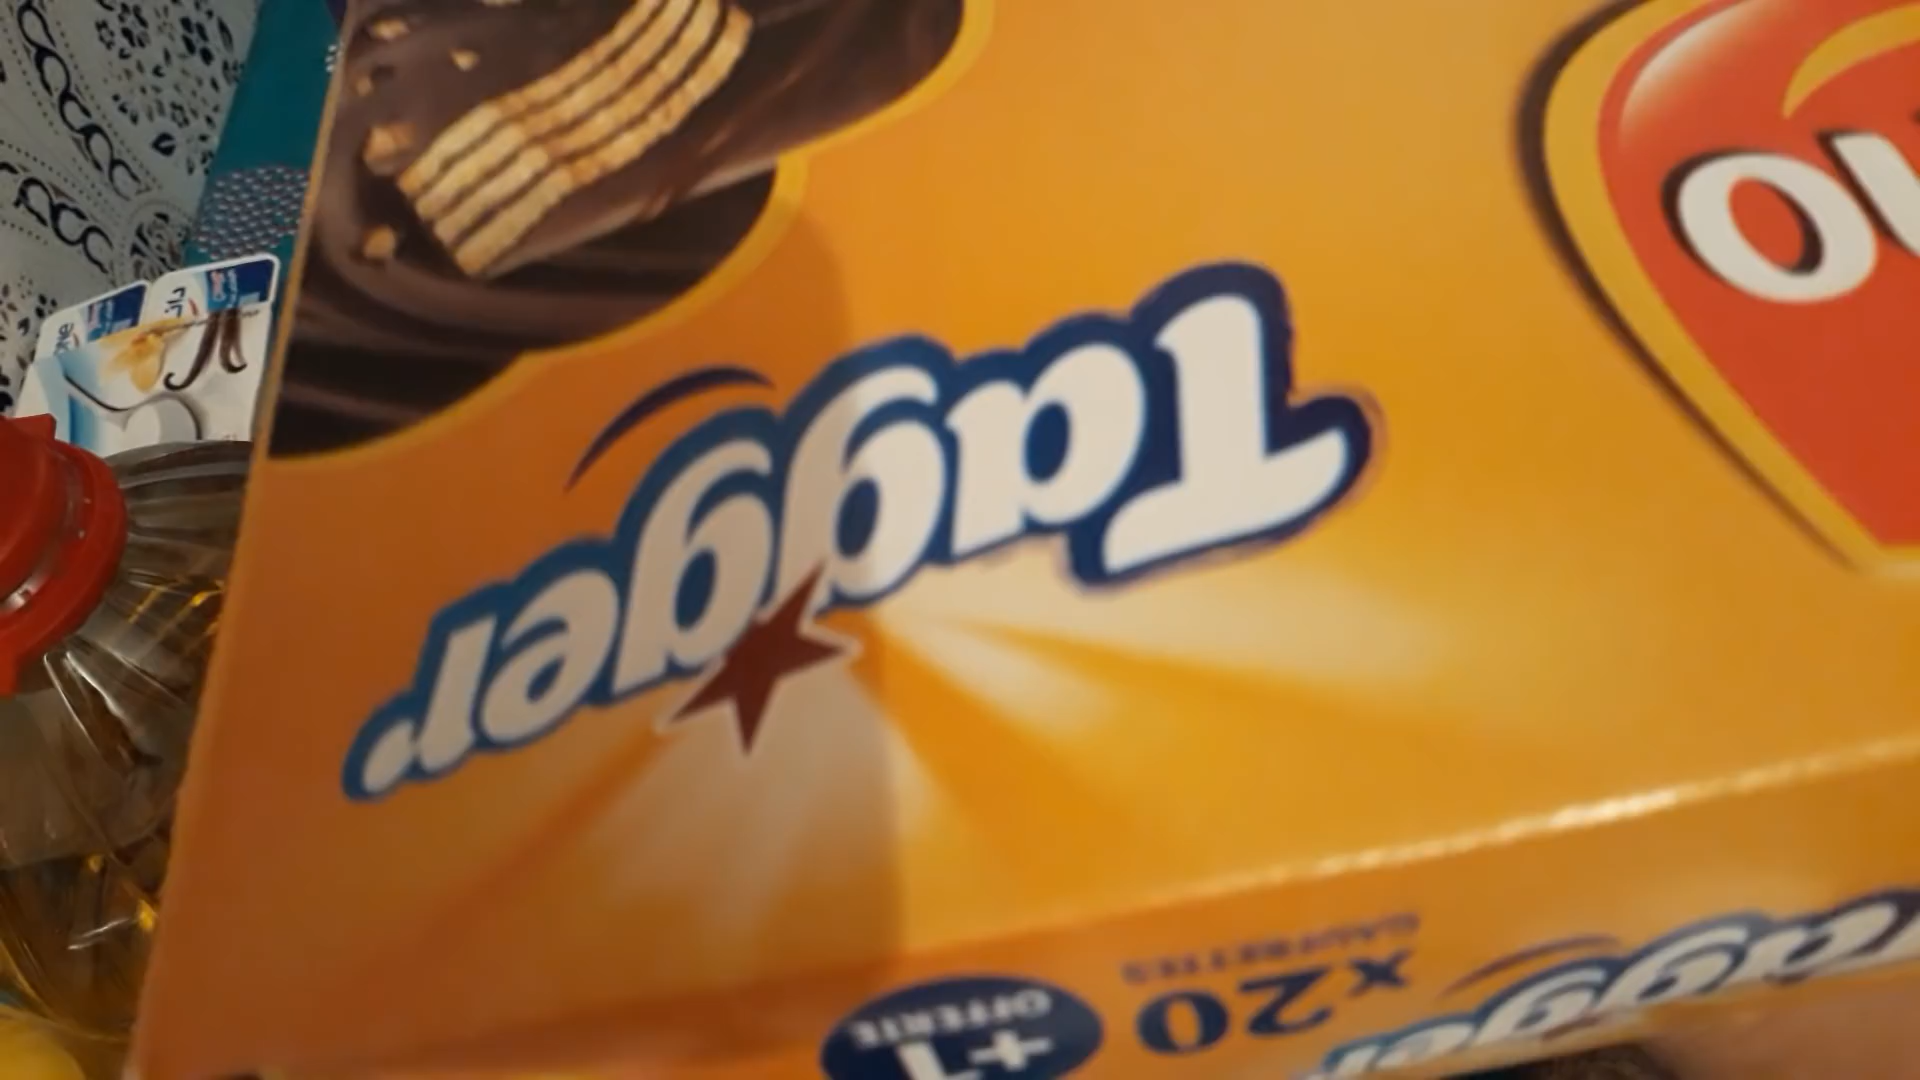 Tagger
x20
GAUFRETTES
+1
OFFERTE
Tagger